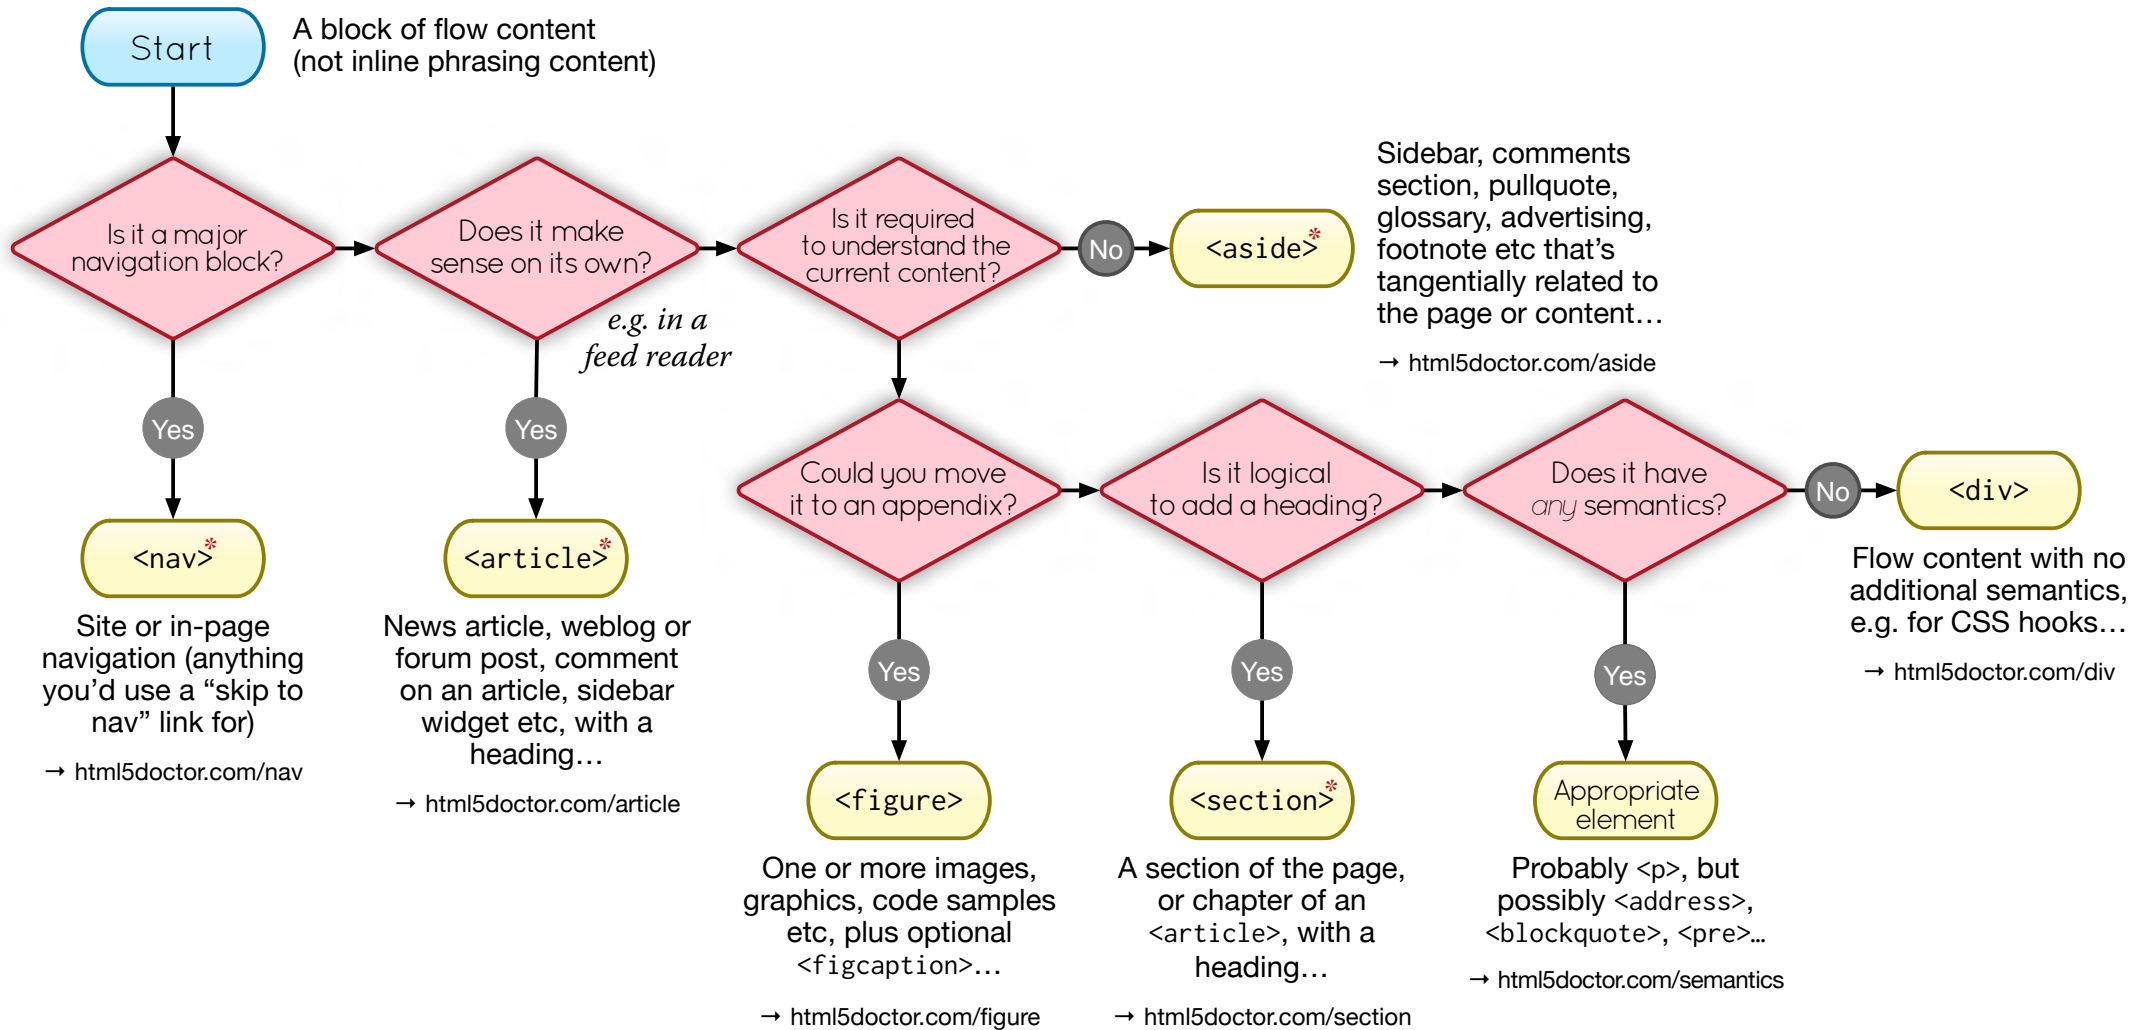 Start
A block of flow content
(not inline phrasing content)
Is it a major
navigation block?
Does it make
sense on its own?
e.g. in a
feed reader
Is it required
to understand the
current content?
No
<aside>*
Sidebar, comments
section, pullquote,
glossary, advertising,
footnote etc that’s
tangentially related to
the page or content…
→ html5doctor.com/aside
Yes
<nav>*
Site or in-page
navigation (anything
you’d use a “skip to
nav” link for)
→ html5doctor.com/nav
Yes
<article>*
News article, weblog or
forum post, comment
on an article, sidebar
widget etc, with a
heading…
→ html5doctor.com/article
Could you move
it to an appendix?
Is it logical
to add a heading?
Does it have
any semantics?
No
<div>
Flow content with no
additional semantics,
e.g. for CSS hooks…
→ html5doctor.com/div
Yes
<figure>
One or more images,
graphics, code samples
etc, plus optional
<figcaption>…
→ html5doctor.com/figure
Yes
<section>*
A section of the page,
or chapter of an
<article>, with a
heading…
→ html5doctor.com/section
Yes
Appropriate
element
Probably <p>, but
possibly <address>,
<blockquote>, <pre>…
→ html5doctor.com/semantics